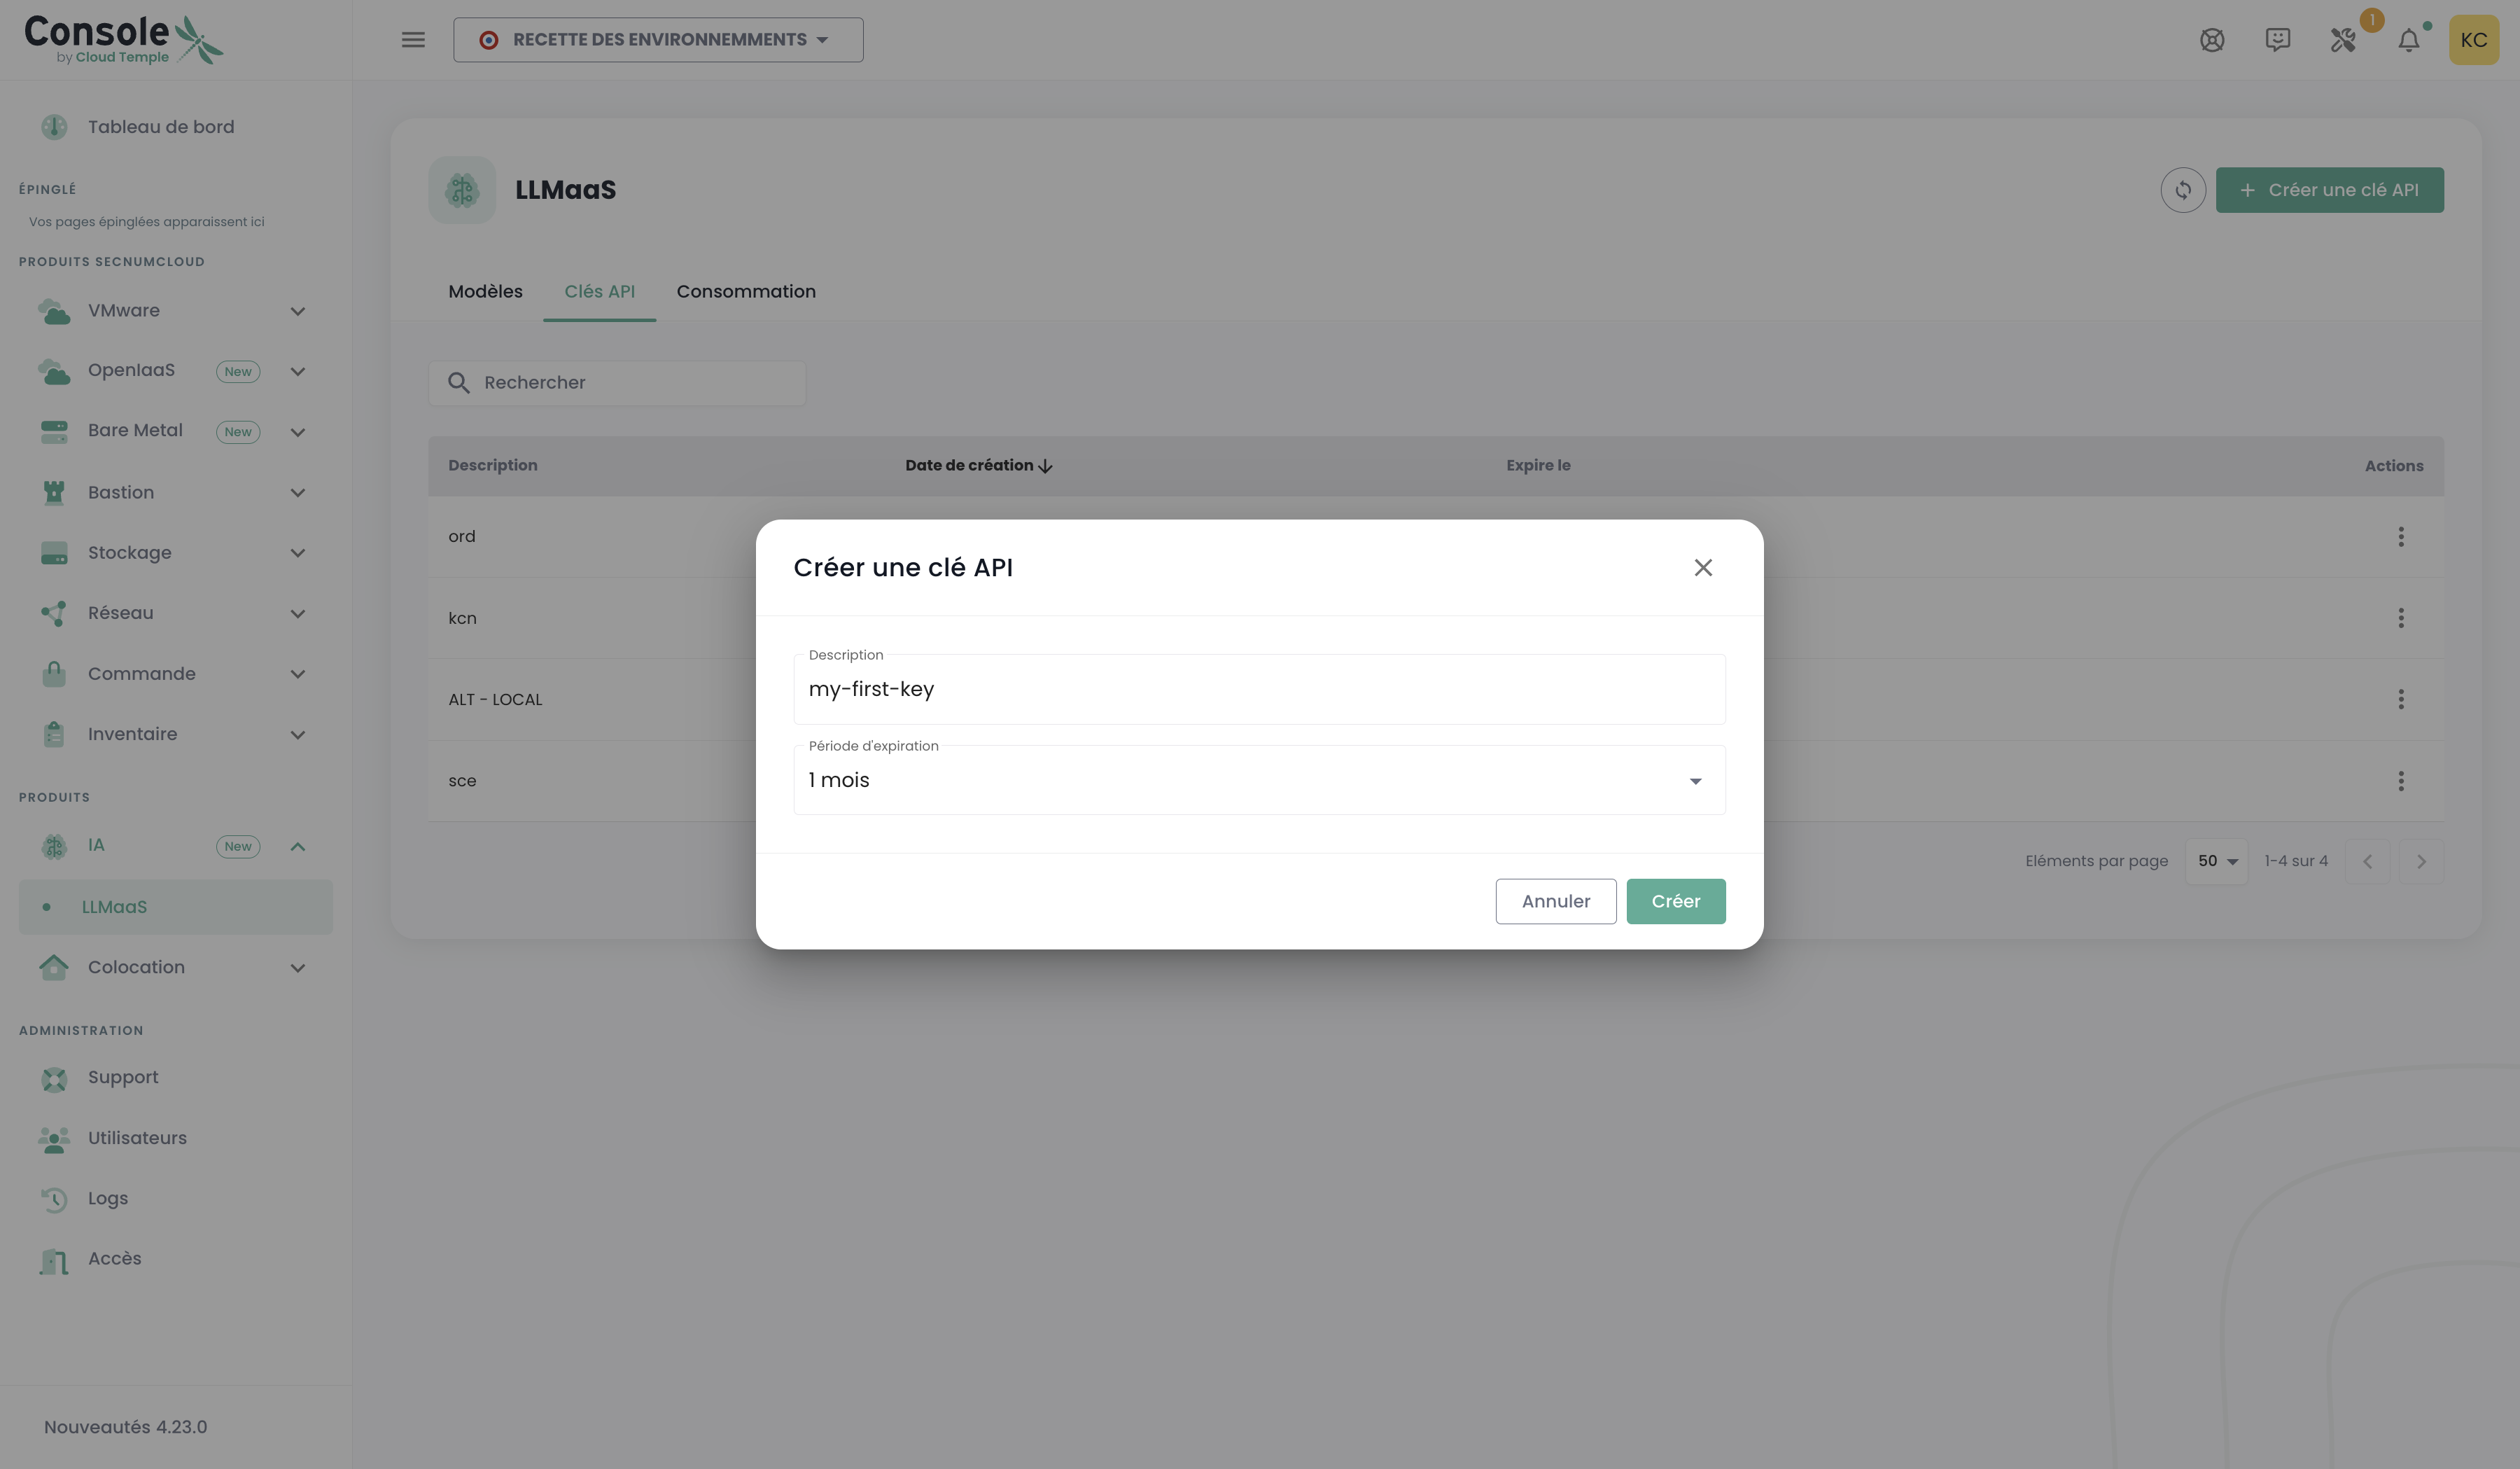 Console
by Cloud Temple
RECETTE DES ENVIRONNEMMENTS
1
KC
Tableau de bord
ÉPINGLÉ
Vos pages épinglées apparaissent ici
PRODUITS SECNUMCLOUD
VMware
OpenIaaS New
Bare Metal New
Bastion
Stockage
Réseau
Commande
Inventaire
PRODUITS
IA New
LLMaaS
Colocation
ADMINISTRATION
Support
Utilisateurs
Logs
Accès
Nouveautés 4.23.0
LLMaaS
+ Créer une clé API
Modèles Clés API Consommation
Rechercher
Description Date de création Expire le Actions
ord
kcn
ALT - LOCAL
sce
Eléments par page 50 1-4 sur 4
Créer une clé API
Description
my-first-key
Période d'expiration
1 mois
Annuler Créer